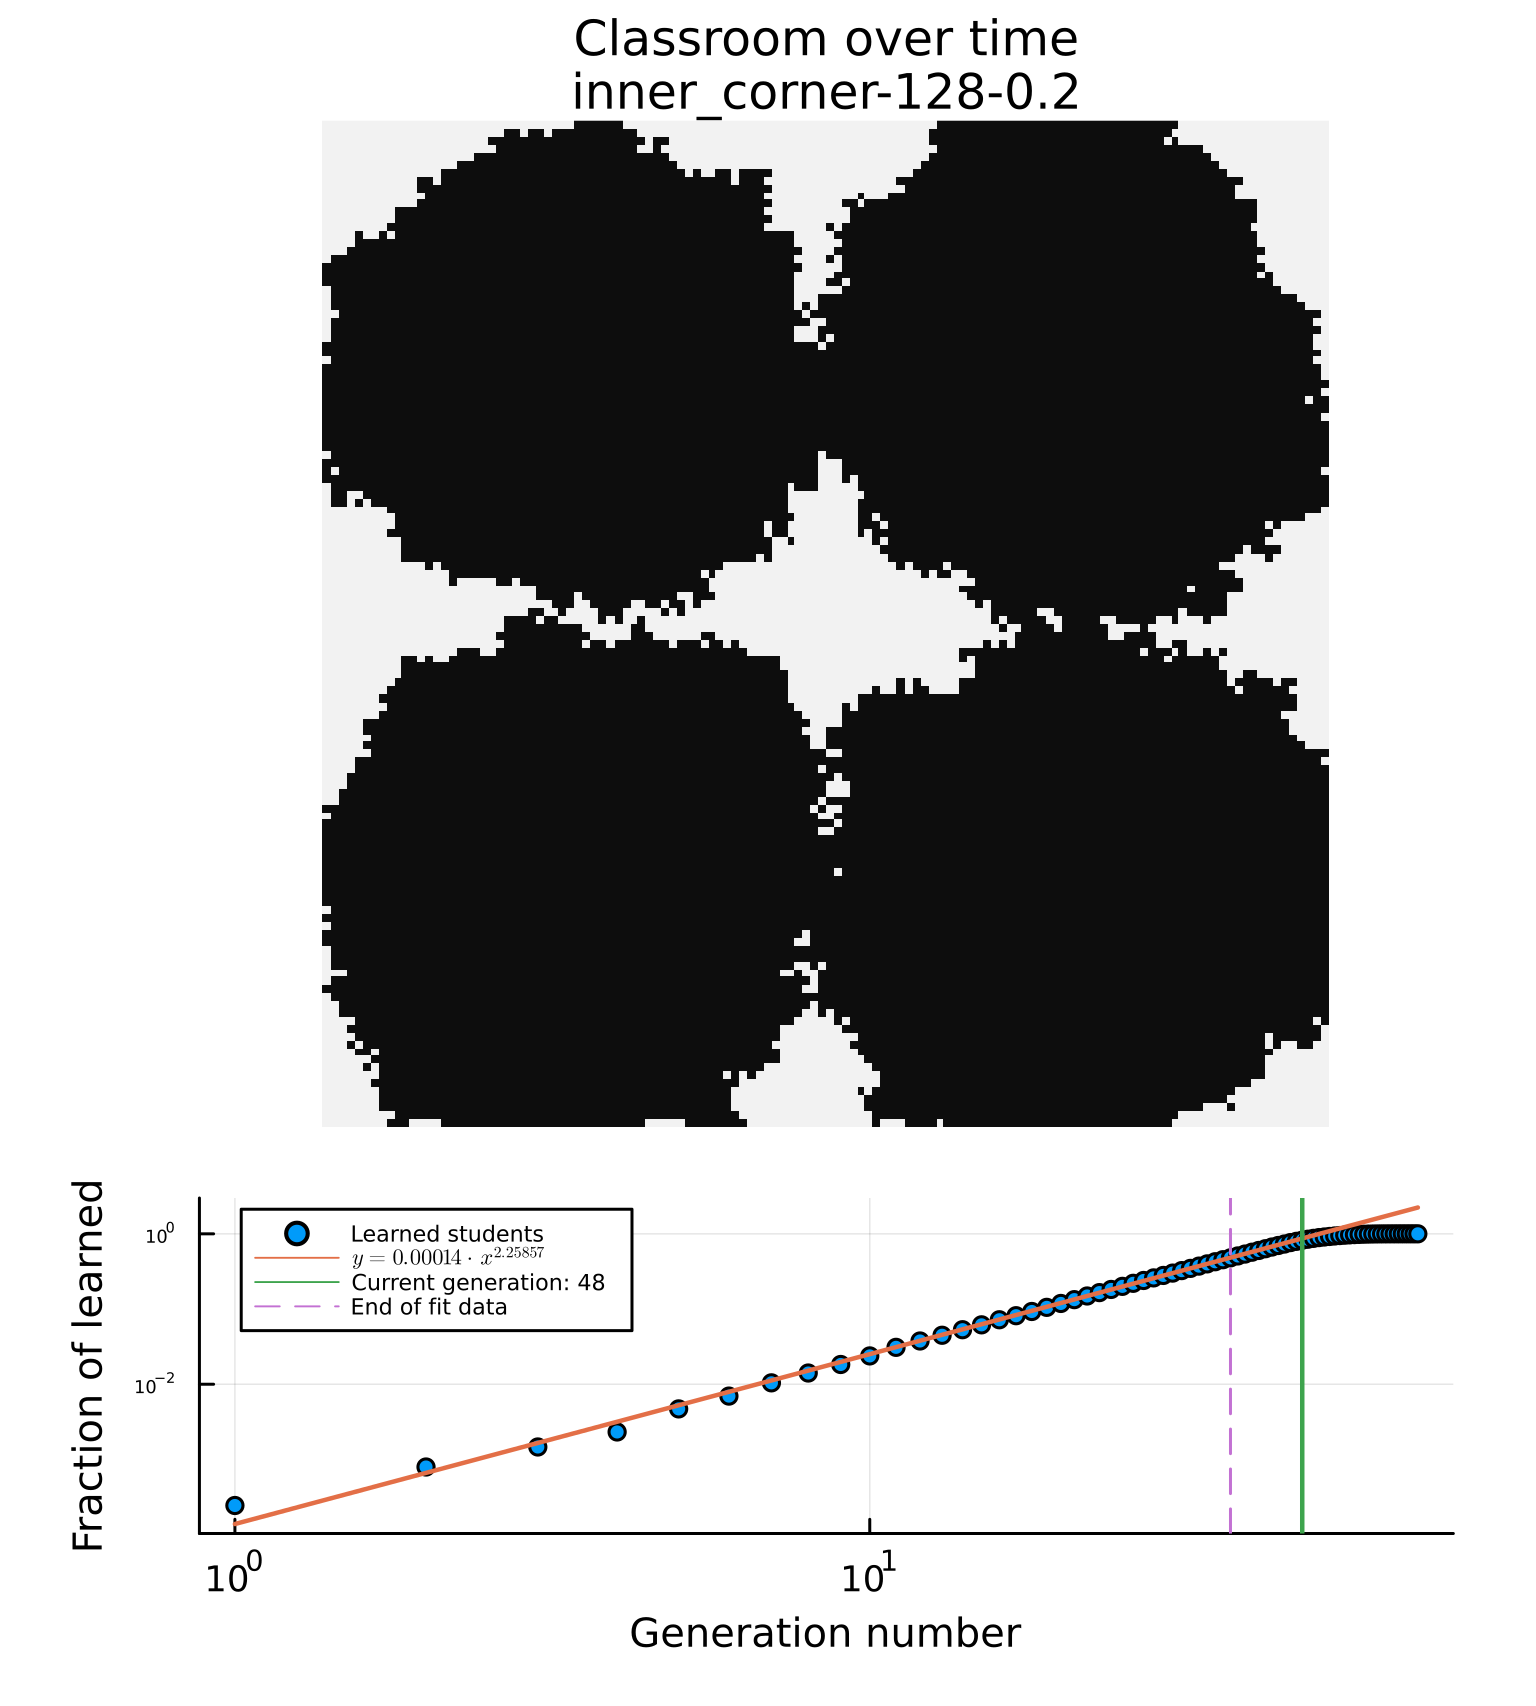 Classroom over time
inner_corner-128-0.2
Fraction of learned
10^0
10^-2
Learned students
y = 0.00014 · x^2.25857
Current generation: 48
End of fit data
10^0
10^1
Generation number